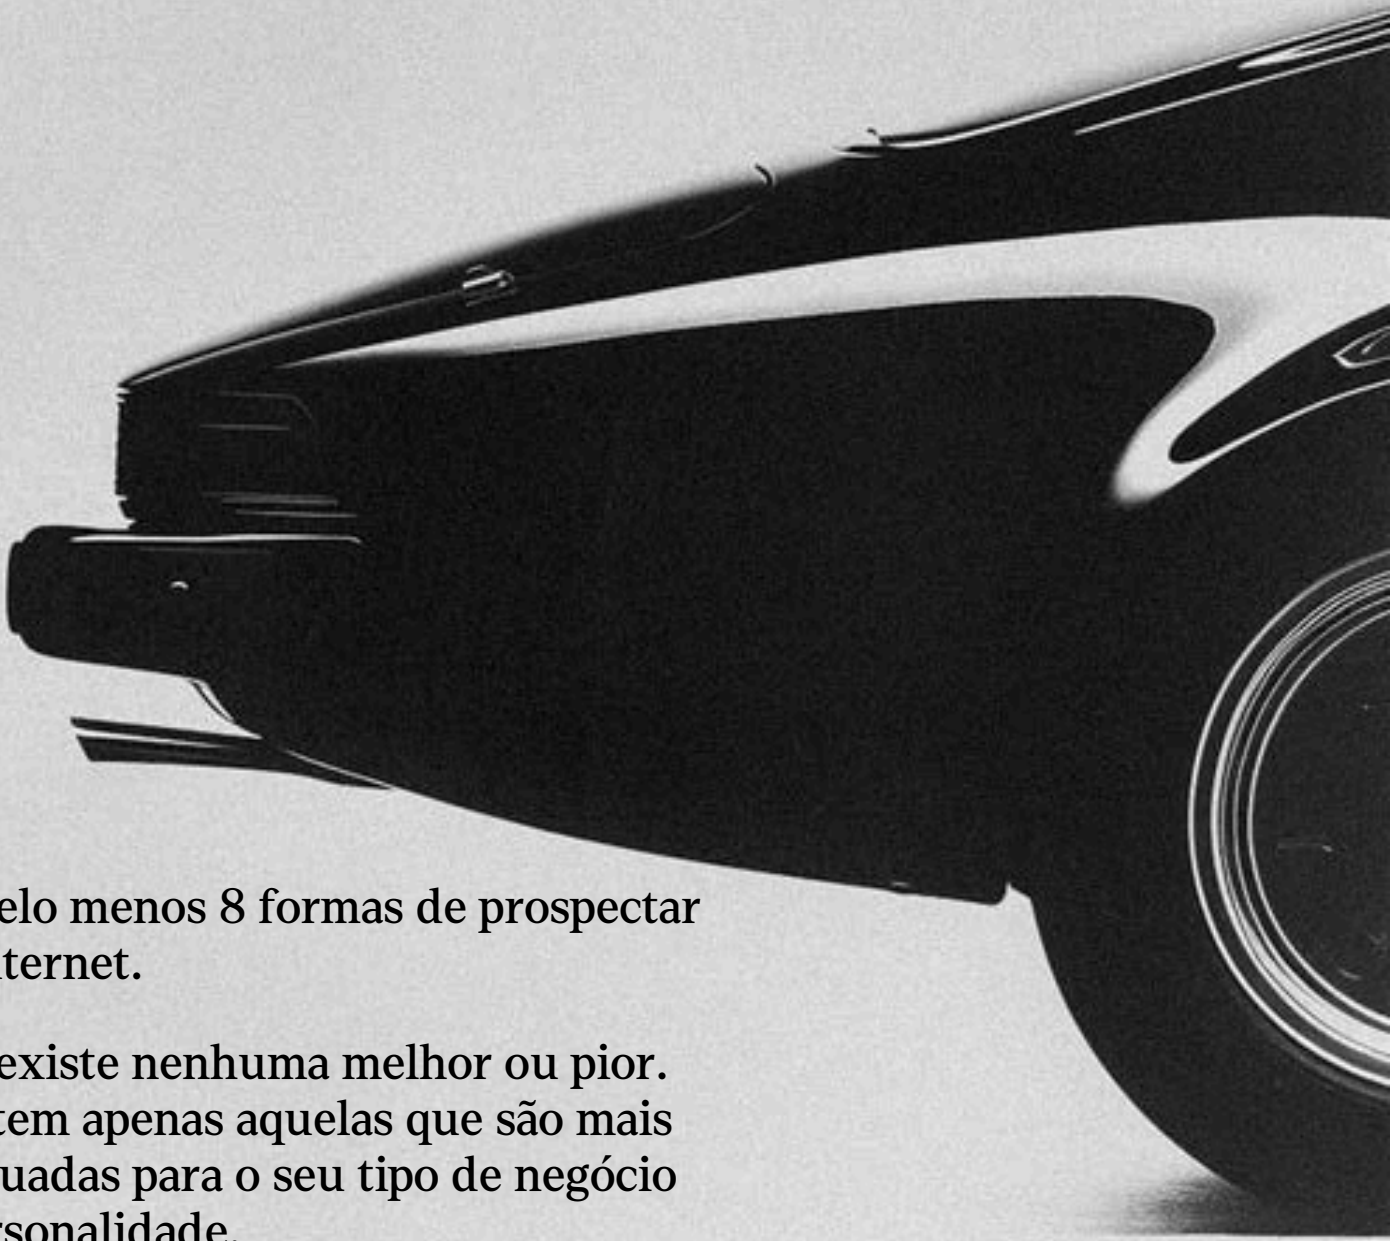 elo menos 8 formas de prospectar
ternet.
existe nenhuma melhor ou pior.
tem apenas aquelas que são mais
uadas para o seu tipo de negócio
rsonalidade.